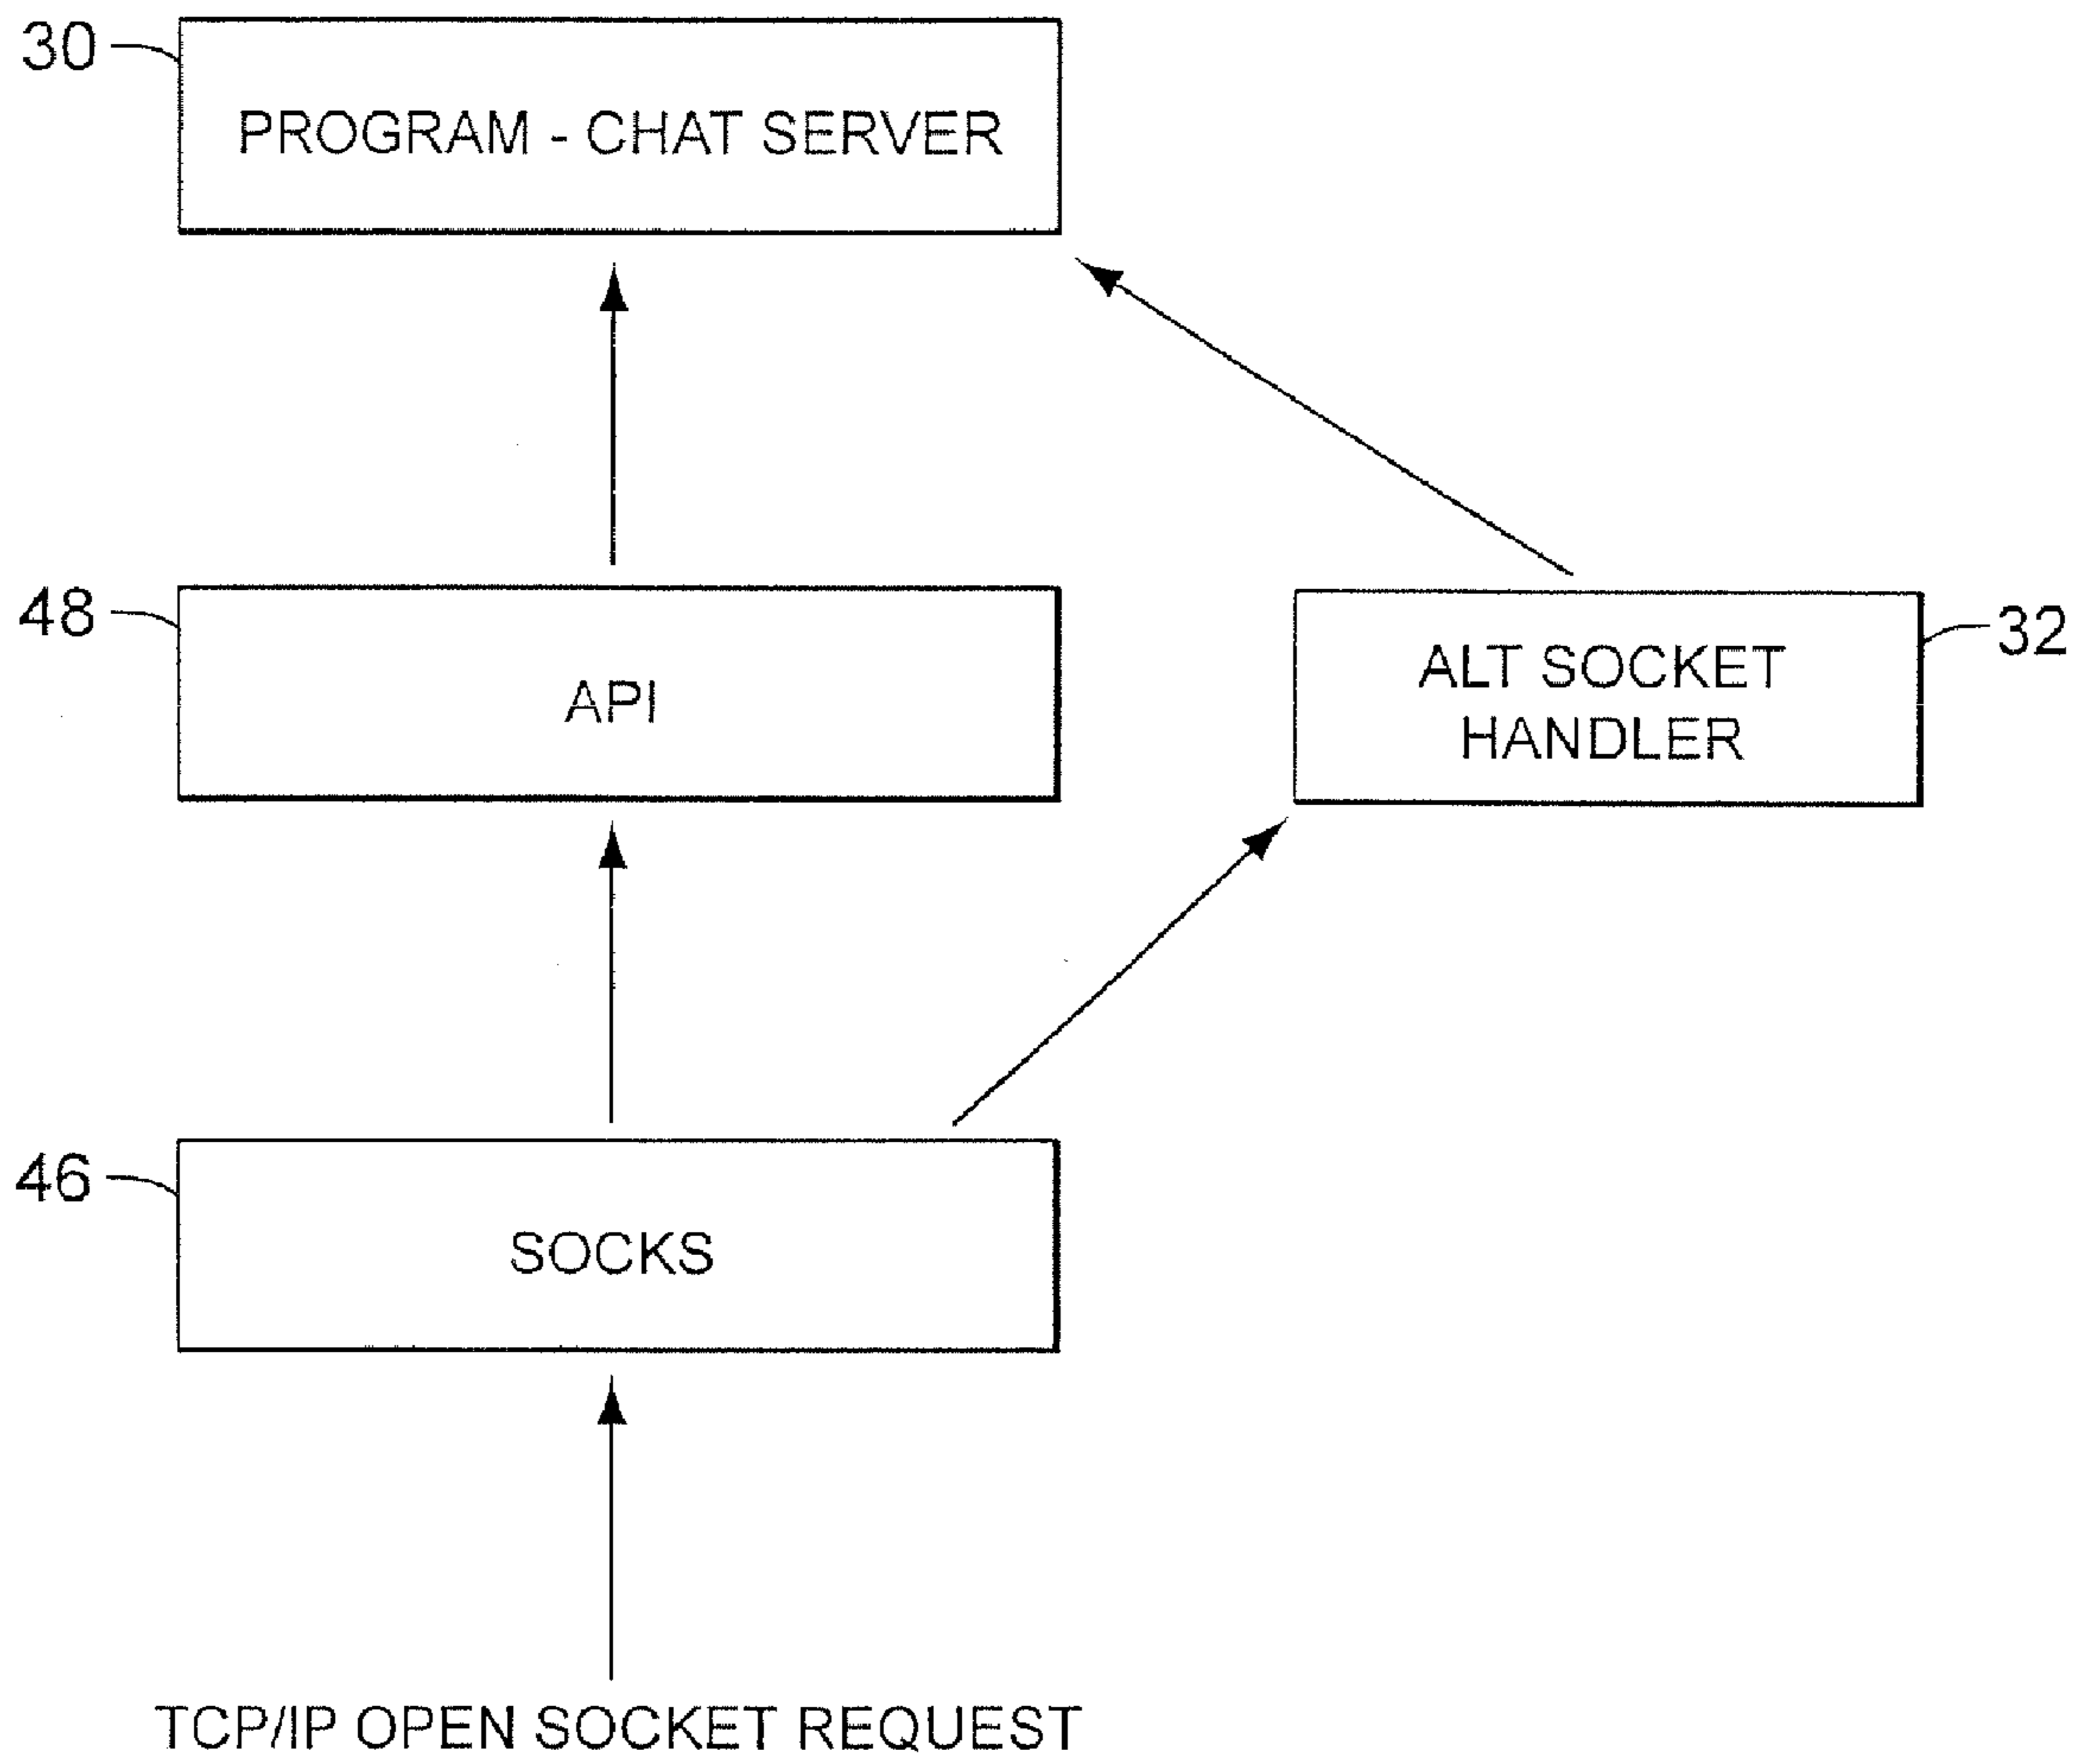 30
PROGRAM - CHAT SERVER
48
API
ALT SOCKET
HANDLER
32
46
SOCKS
TCP/IP OPEN SOCKET REQUEST